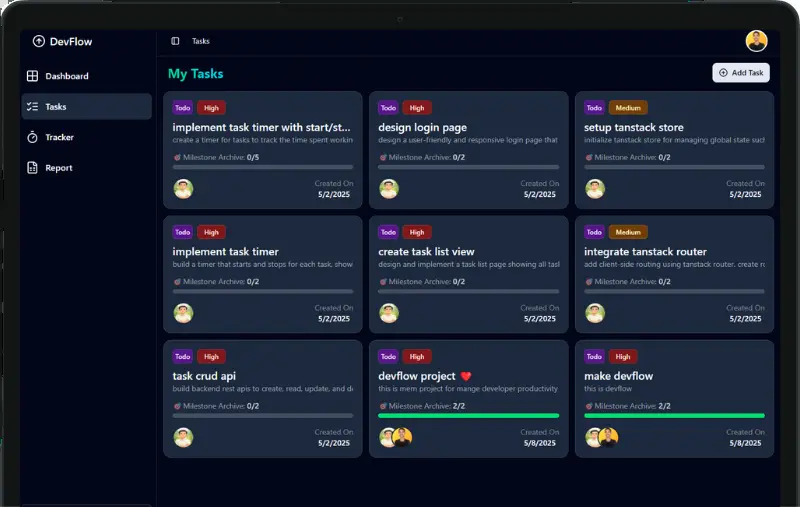 DevFlow
Tasks
Dashboard
Tasks
Tracker
Report
My Tasks
Add Task
Todo High
implement task timer with start/st...
create a timer for tasks to track the time spent workin
Milestone Archive: 0/5
Created On
5/2/2025
Todo High
design login page
design a user-friendly and responsive login page that
Milestone Archive: 0/2
Created On
5/2/2025
Todo Medium
setup tanstack store
initialize tanstack store for managing global state suc
Milestone Archive: 0/2
Created On
5/2/2025
Todo High
implement task timer
build a timer that starts and stops for each task. show
Milestone Archive: 0/2
Created On
5/2/2025
Todo High
create task list view
design and implement a task list page showing all tas
Milestone Archive: 0/2
Created On
5/2/2025
Todo Medium
integrate tanstack router
add client-side routing using tanstack router. create r
Milestone Archive: 0/2
Created On
5/2/2025
Todo High
task crud api
build backend rest apis to create, read, update, and d
Milestone Archive: 0/2
Created On
5/2/2025
Todo High
devflow project ❤️
this is mern project for mange developer productivity
Milestone Archive: 2/2
Created On
5/8/2025
Todo High
make devflow
this is devflow
Milestone Archive: 2/2
Created On
5/8/2025